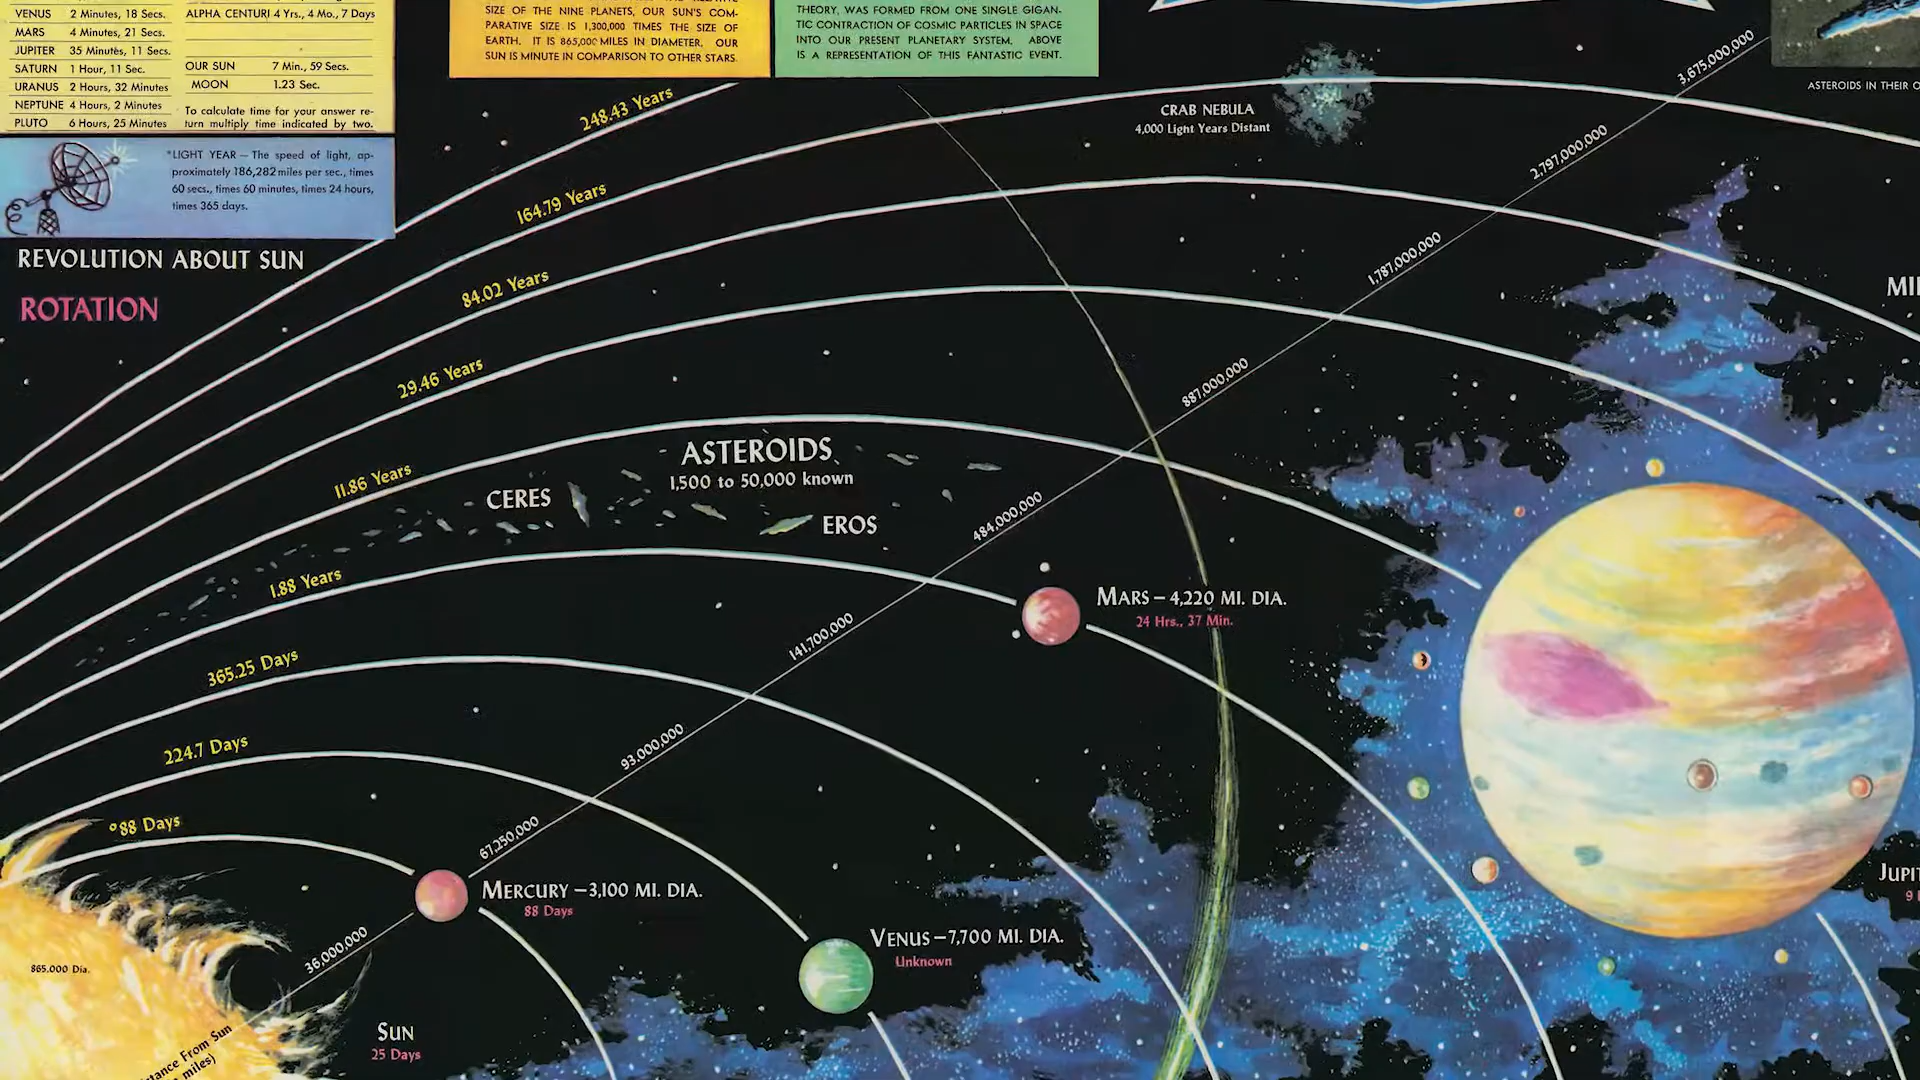 VENUS 2 Minutes, 18 Secs.
MARS 4 Minutes, 21 Secs.
JUPITER 35 Minutes, 11 Secs.
SATURN 1 Hour, 11 Sec.
URANUS 2 Hours, 32 Minutes
NEPTUNE 4 Hours, 2 Minutes
PLUTO 6 Hours, 25 Minutes
ALPHA CENTURI 4 Yrs., 4 Mo., 7 Days
OUR SUN 7 Min., 59 Secs.
MOON 1.23 Sec.
To calculate time for your answer re-
turn multiply time indicated by two.
SIZE OF THE NINE PLANETS, OUR SUN'S COM-
PARATIVE SIZE IS 1,300,000 TIMES THE SIZE OF
EARTH. IT IS 865,000 MILES IN DIAMETER. OUR
SUN IS MINUTE IN COMPARISON TO OTHER STARS.
THEORY, WAS FORMED FROM ONE SINGLE GIGAN-
TIC CONTRACTION OF COSMIC PARTICLES IN SPACE
INTO OUR PRESENT PLANETARY SYSTEM. ABOVE
IS A REPRESENTATION OF THIS FANTASTIC EVENT.
ASTEROIDS IN THEIR O
*LIGHT YEAR — The speed of light, ap-
proximately 186,282 miles per sec., times
60 secs., times 60 minutes, times 24 hours,
times 365 days.
REVOLUTION ABOUT SUN
ROTATION
248.43 Years
164.79 Years
84.02 Years
29.46 Years
11.86 Years
1.88 Years
365.25 Days
224.7 Days
°88 Days
CRAB NEBULA
4,000 Light Years Distant
3,675,000,000
2,797,000,000
1,787,000,000
887,000,000
484,000,000
141,700,000
93,000,000
67,250,000
36,000,000
MI
ASTEROIDS
1,500 to 50,000 known
CERES
EROS
MARS — 4,220 MI. DIA.
24 Hrs., 37 Min.
MERCURY — 3,100 MI. DIA.
88 Days
VENUS — 7,700 MI. DIA.
Unknown
JUPIT
9
865.000 Dia.
SUN
25 Days
stance From Sun
miles)